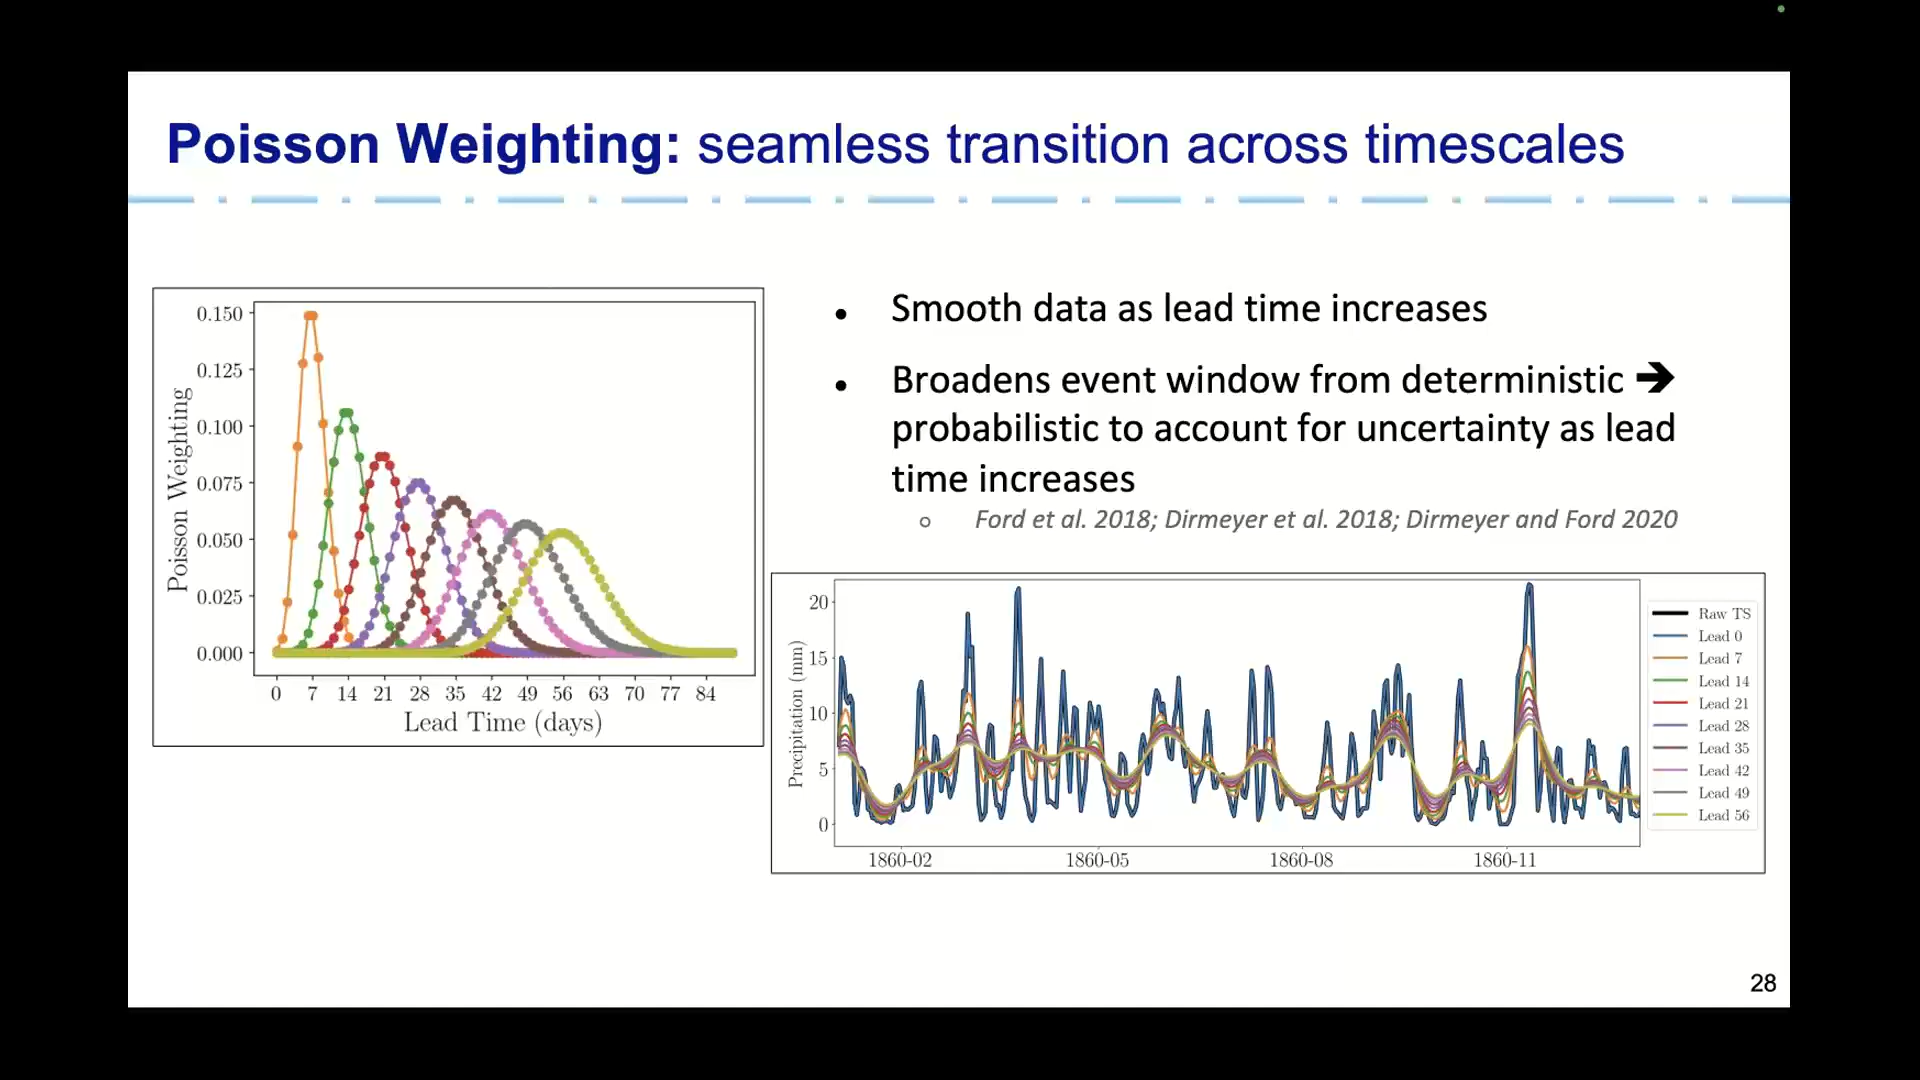 Poisson Weighting: seamless transition across timescales
0.150
0.125
0.100
0.075
0.050
0.025
0.000
Poisson Weighting
0 7 14 21 28 35 42 49 56 63 70 77 84
Lead Time (days)
• Smooth data as lead time increases
• Broadens event window from deterministic ➔
probabilistic to account for uncertainty as lead
time increases
○ Ford et al. 2018; Dirmeyer et al. 2018; Dirmeyer and Ford 2020
20
15
10
5
0
Precipitation (mm)
1860-02 1860-05 1860-08 1860-11
Raw TS
Lead 0
Lead 7
Lead 14
Lead 21
Lead 28
Lead 35
Lead 42
Lead 49
Lead 56
28